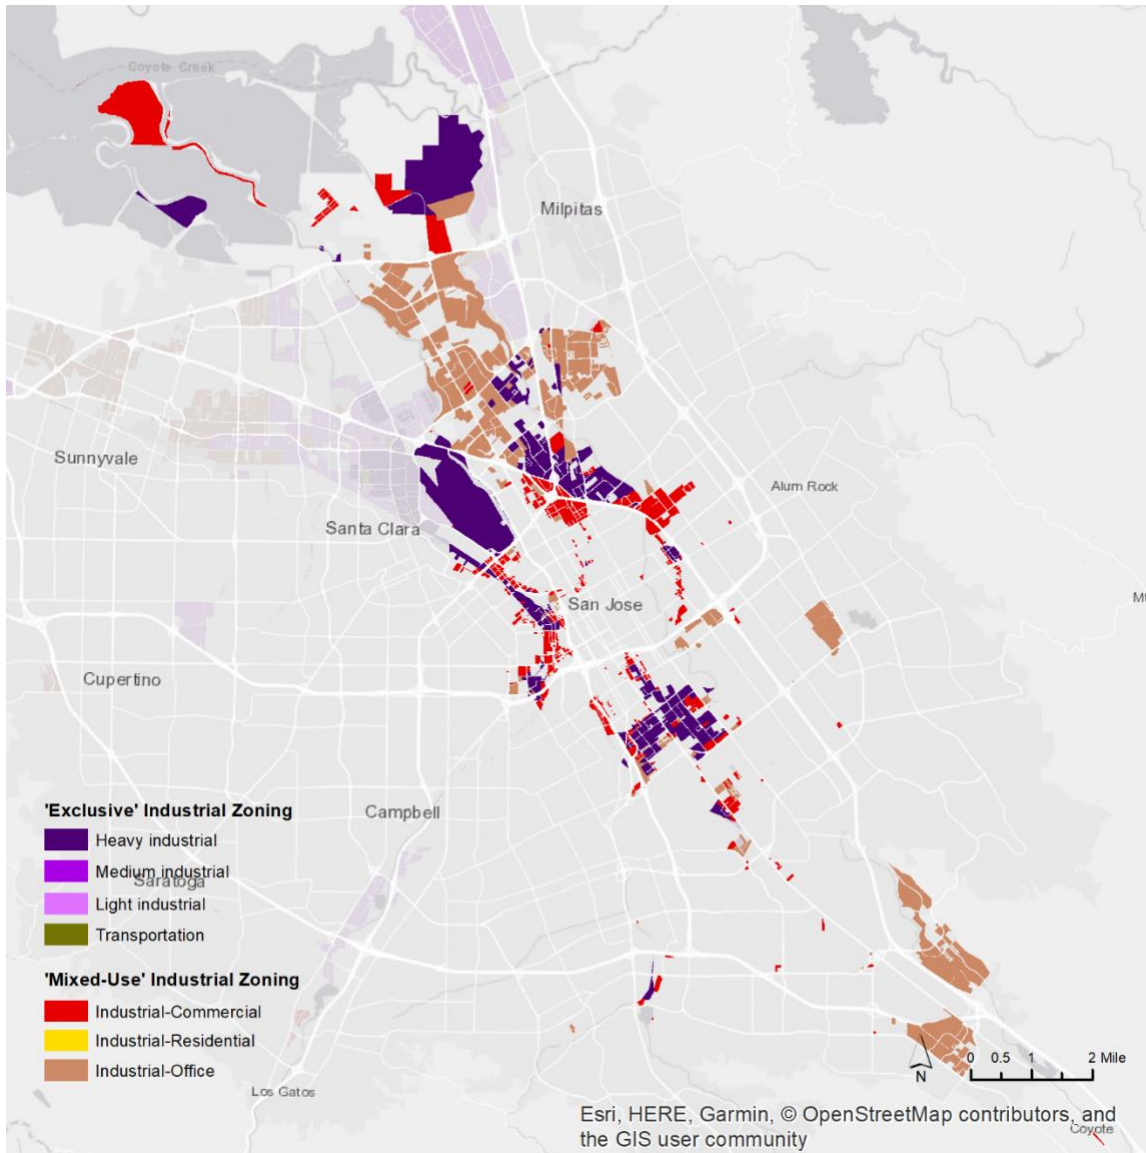 Coyote Creek
Milpitas
Sunnyvale
Alum Rock
Santa Clara
San Jose
Cupertino
Campbell
'Exclusive' Industrial Zoning
Heavy industrial
Medium industrial
Saratoga
Light industrial
Transportation
'Mixed-Use' Industrial Zoning
Industrial-Commercial
Industrial-Residential
Industrial-Office
Los Gatos
0 0.5 1 2 Mile
N
Esri, HERE, Garmin, © OpenStreetMap contributors, and
the GIS user community
Coyote